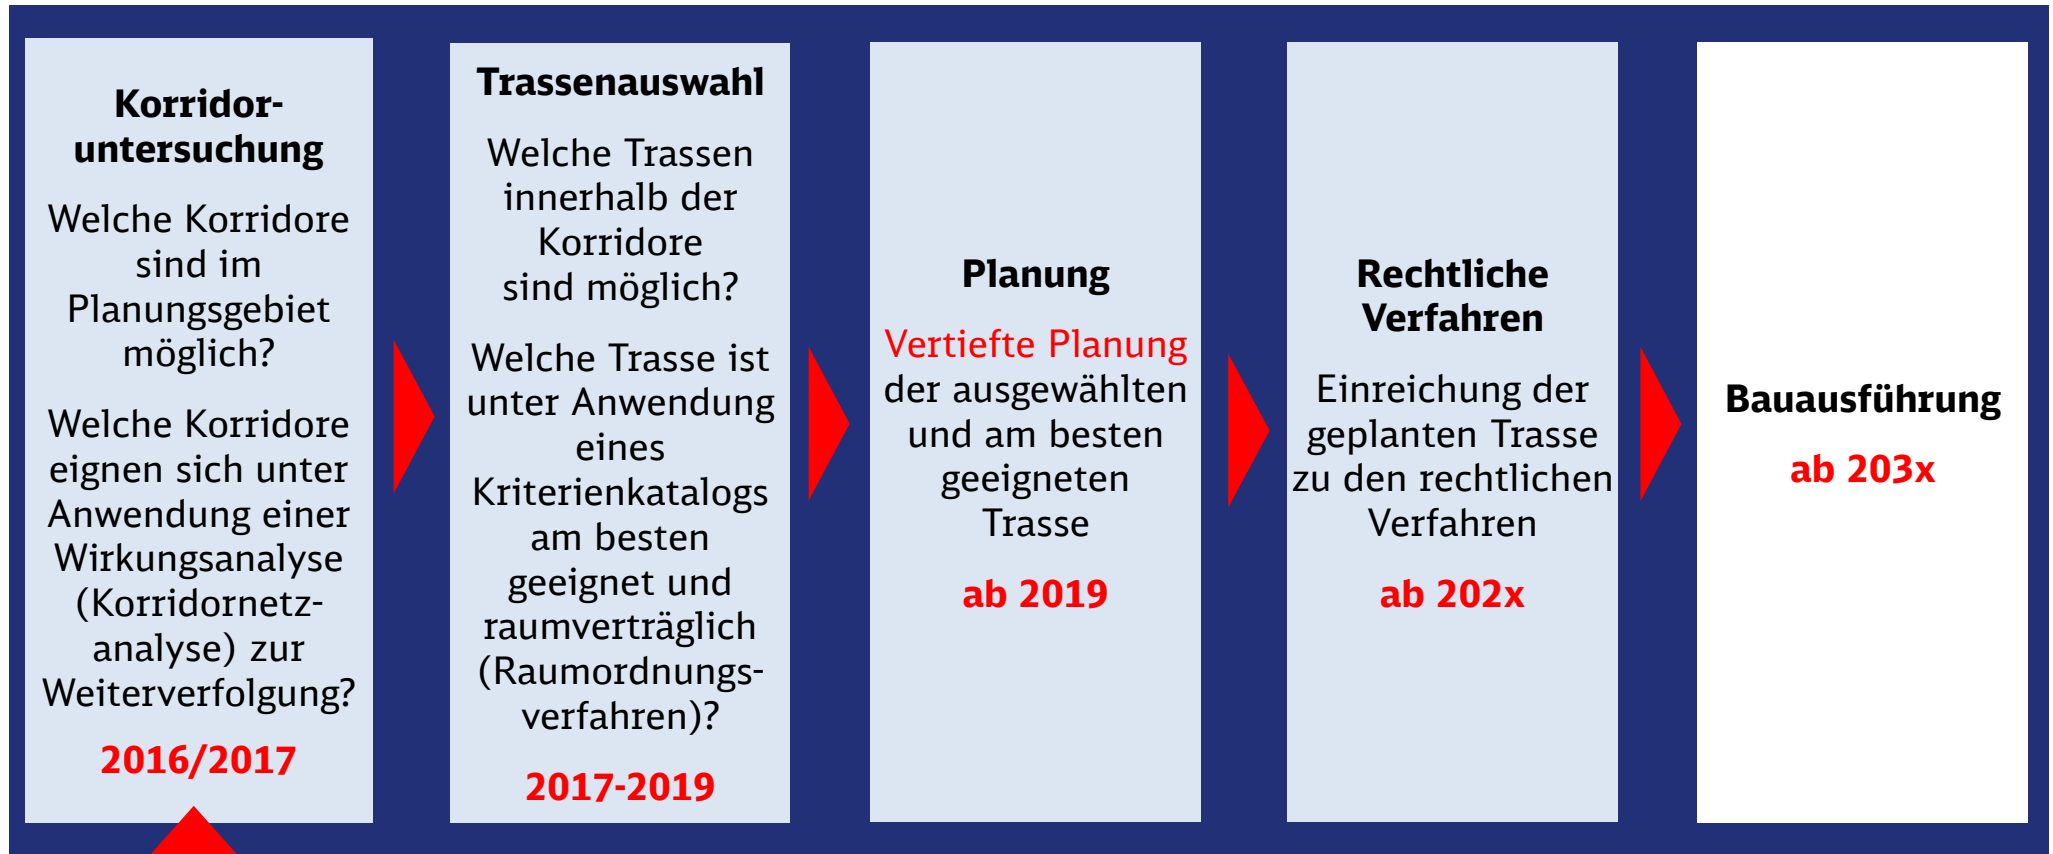 Korridor-
untersuchung
Welche Korridore
sind im
Planungsgebiet
möglich?
Welche Korridore
eignen sich unter
Anwendung einer
Wirkungsanalyse
(Korridornetz-
analyse) zur
Weiterverfolgung?
2016/2017
Trassenauswahl
Welche Trassen
innerhalb der
Korridore
sind möglich?
Welche Trasse ist
unter Anwendung
eines
Kriterienkatalogs
am besten
geeignet und
raumverträglich
(Raumordnungs-
verfahren)?
2017-2019
Planung
Vertiefte Planung
der ausgewählten
und am besten
geeigneten
Trasse
ab 2019
Rechtliche
Verfahren
Einreichung der
geplanten Trasse
zu den rechtlichen
Verfahren
ab 202x
Bauausführung
ab 203x